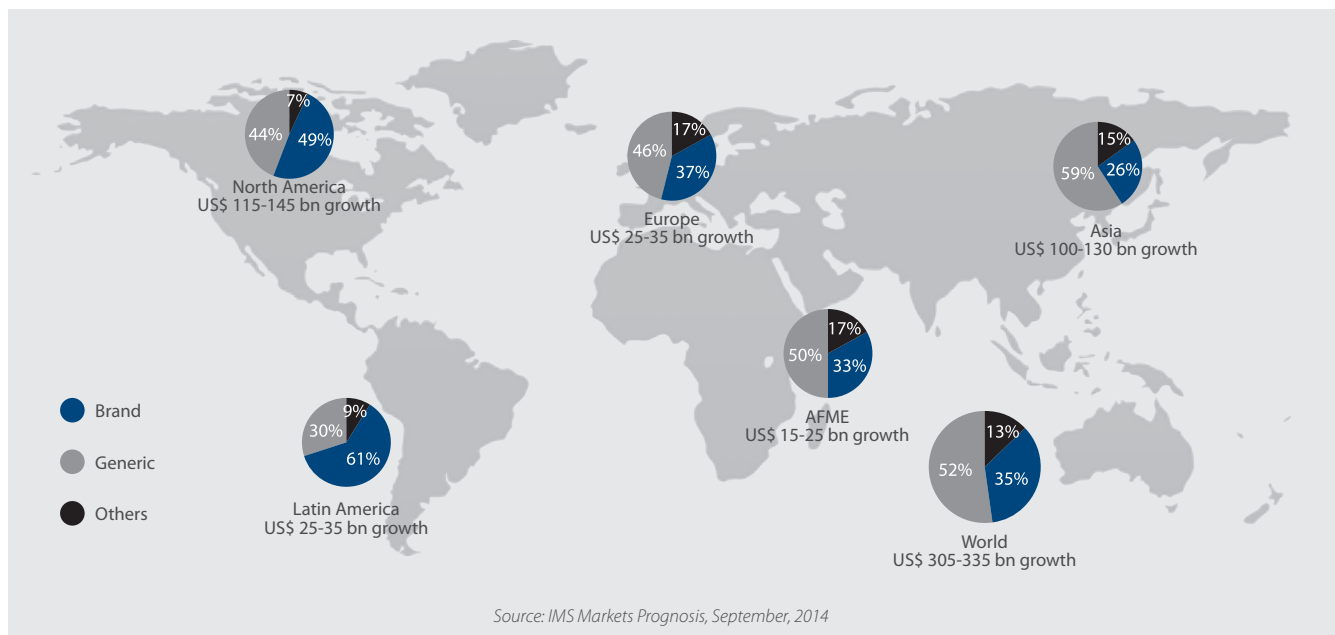 7%
44%
49%
North America
US$ 115-145 bn growth
17%
46%
37%
Europe
US$ 25-35 bn growth
15%
59%
26%
Asia
US$ 100-130 bn growth
17%
50%
33%
AFME
US$ 15-25 bn growth
Brand
Generic
Others
9%
30%
61%
Latin America
US$ 25-35 bn growth
13%
52%
35%
World
US$ 305-335 bn growth
Source: IMS Markets Prognosis, September, 2014